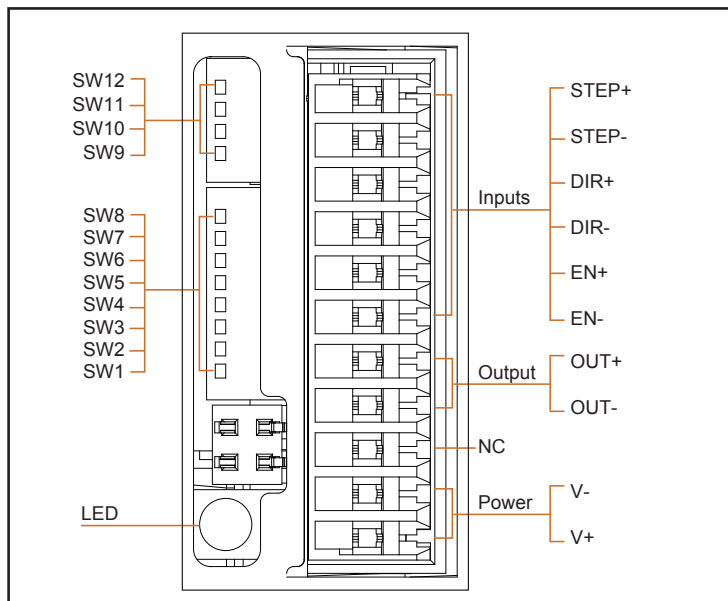 SW12
SW11
SW10
SW9
SW8
SW7
SW6
SW5
SW4
SW3
SW2
SW1
LED
Inputs
STEP+
STEP-
DIR+
DIR-
EN+
EN-
Output
OUT+
OUT-
NC
Power
V-
V+